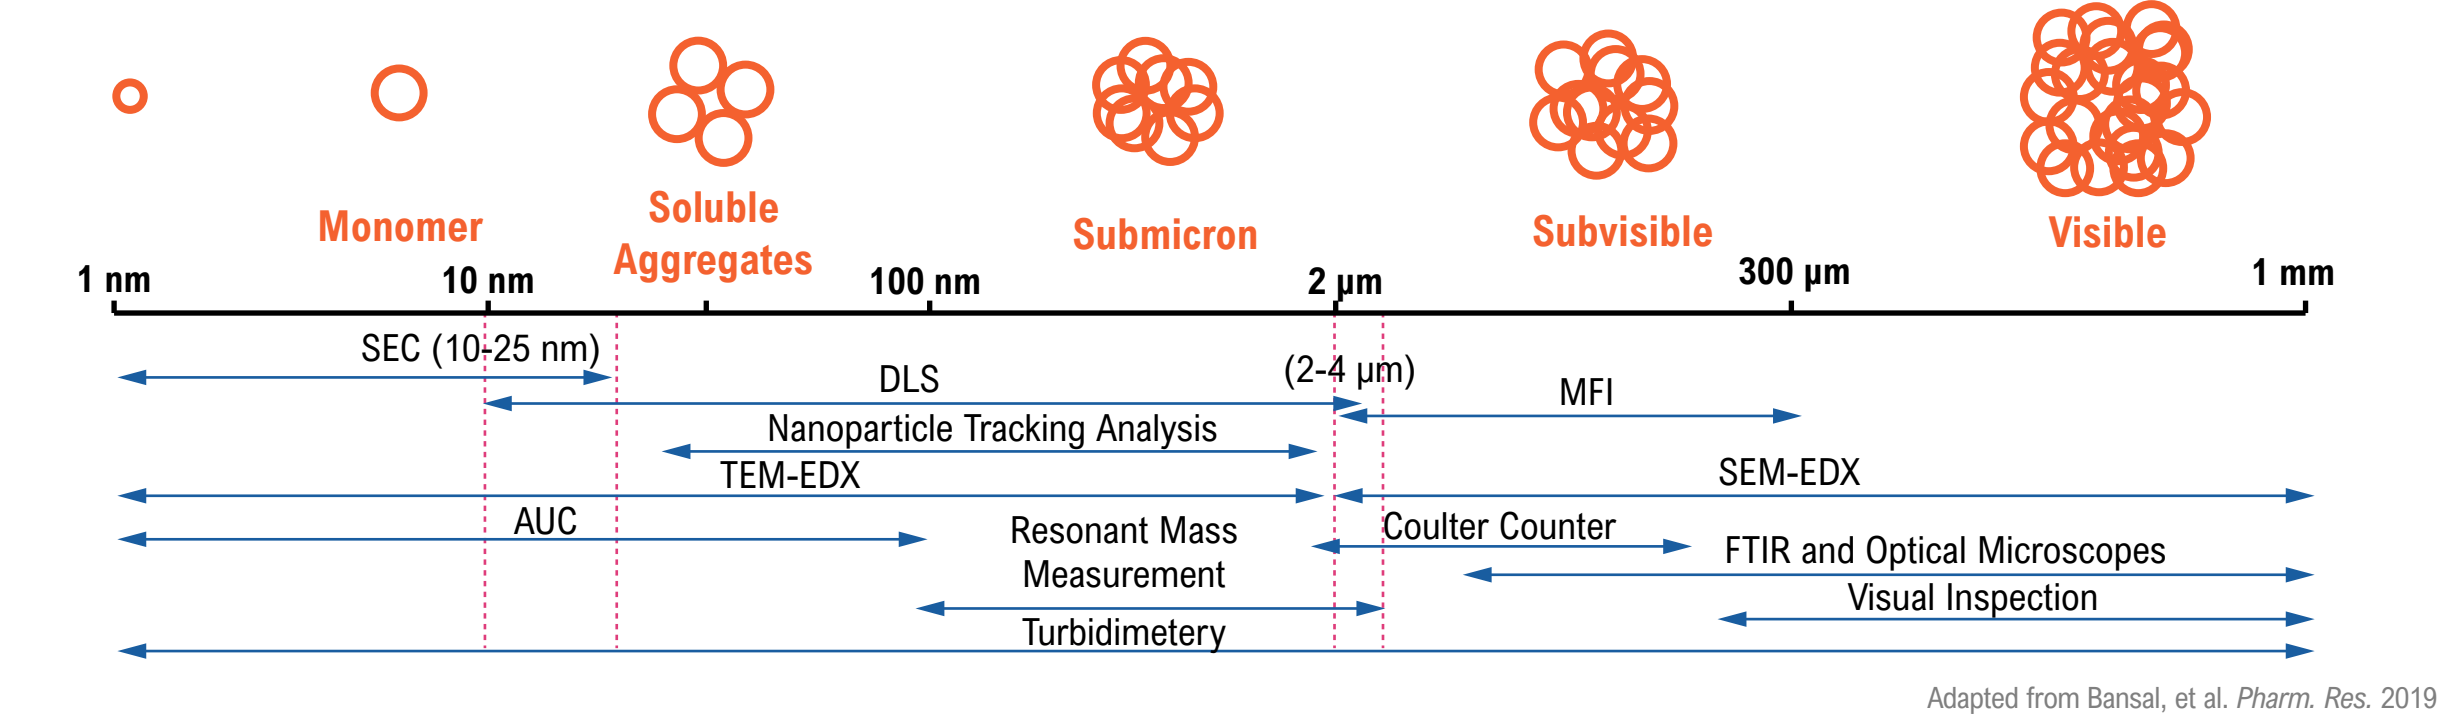 Monomer
Soluble
Aggregates
Submicron
Subvisible
Visible
1 nm
10 nm
100 nm
2 µm
300 µm
1 mm
SEC (10-25 nm)
(2-4 µm)
DLS
MFI
Nanoparticle Tracking Analysis
TEM-EDX
SEM-EDX
AUC
Resonant Mass
Measurement
Coulter Counter
FTIR and Optical Microscopes
Visual Inspection
Turbidimetery
Adapted from Bansal, et al. Pharm. Res. 2019